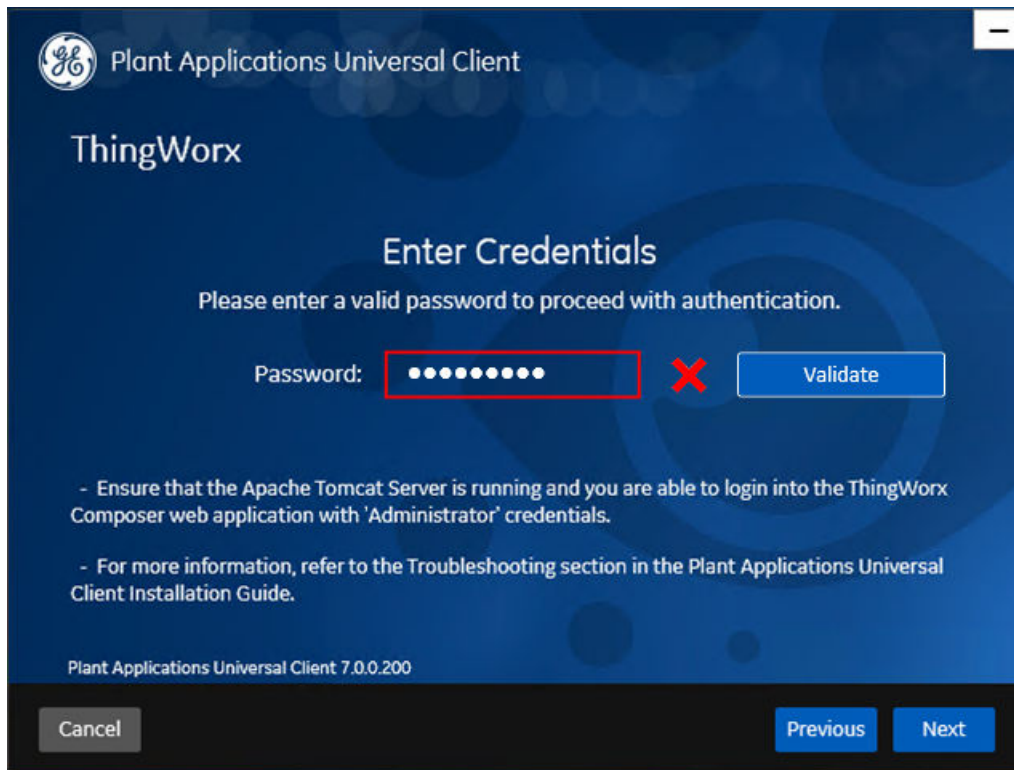 Plant Applications Universal Client
ThingWorx
Enter Credentials
Please enter a valid password to proceed with authentication.
Password: ●●●●●●●●● Validate
- Ensure that the Apache Tomcat Server is running and you are able to login into the ThingWorx
Composer web application with 'Administrator' credentials.
- For more information, refer to the Troubleshooting section in the Plant Applications Universal
Client Installation Guide.
Plant Applications Universal Client 7.0.0.200
Cancel Previous Next